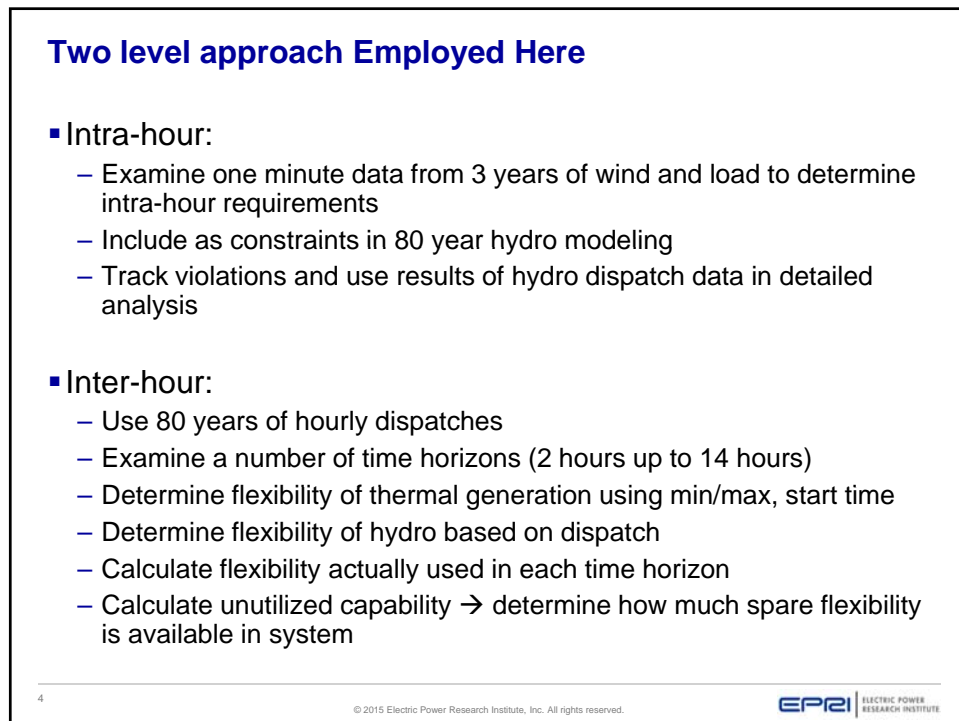 Two level approach Employed Here
▪Intra-hour:
– Examine one minute data from 3 years of wind and load to determine
intra-hour requirements
– Include as constraints in 80 year hydro modeling
– Track violations and use results of hydro dispatch data in detailed
analysis
▪Inter-hour:
– Use 80 years of hourly dispatches
– Examine a number of time horizons (2 hours up to 14 hours)
– Determine flexibility of thermal generation using min/max, start time
– Determine flexibility of hydro based on dispatch
– Calculate flexibility actually used in each time horizon
– Calculate unutilized capability → determine how much spare flexibility
is available in system
4
© 2015 Electric Power Research Institute, Inc. All rights reserved.
EPRI
ELECTRIC POWER
RESEARCH INSTITUTE